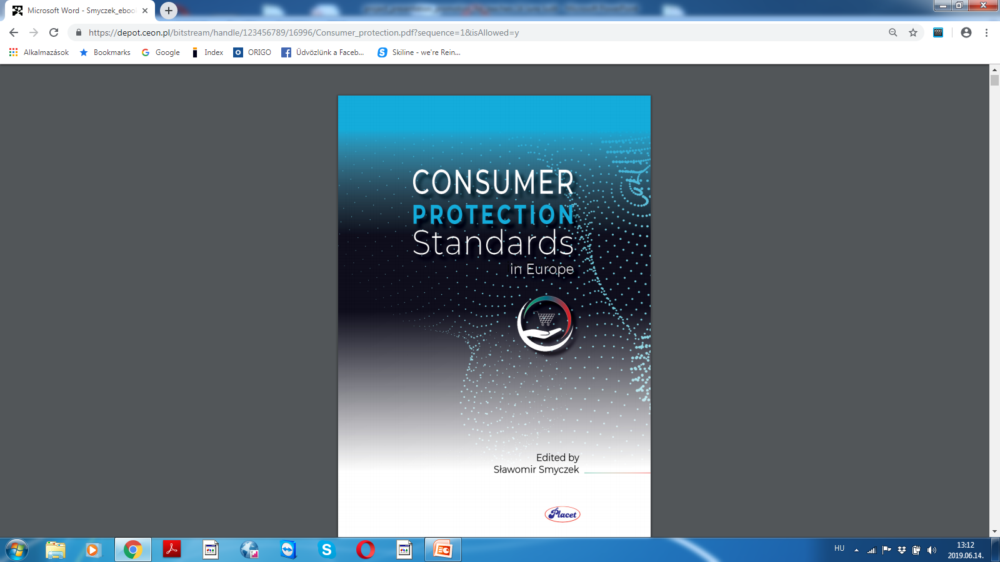 Microsoft Word - Smyczek_eboo
https://depot.ceon.pl/bitstream/handle/123456789/16996/Consumer_protection.pdf?sequence=1&isAllowed=y
Alkalmazások Bookmarks Google Index ORIGO Üdvözlünk a Faceb... Skiline - we're Rein...
CONSUMER
PROTECTION
Standards
in Europe
Edited by
Sławomir Smyczek
Placet
HU
13:12
2019.06.14.